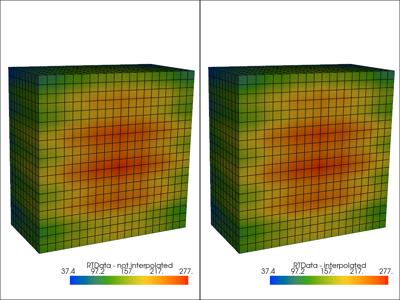 RTData - not interpolated
37.4 97.2 157. 217. 277.
RTData - interpolated
37.4 97.2 157. 217. 277.